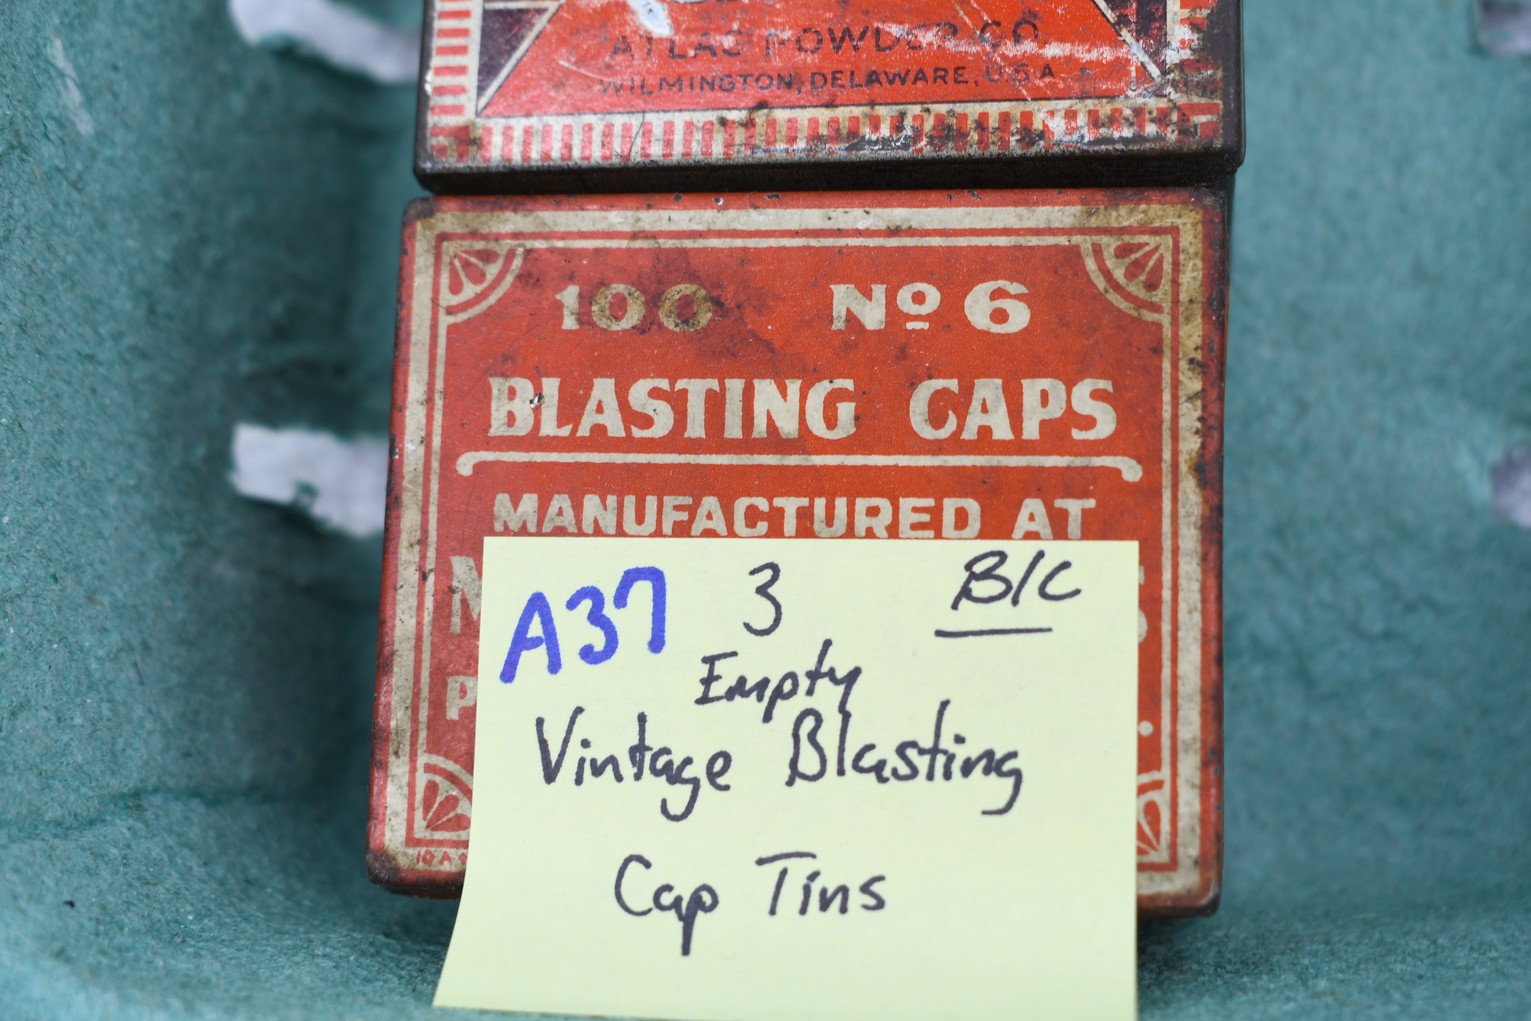 ATLAS POWDER CO
WILMINGTON, DELAWARE, U.S.A.
100 No 6
BLASTING CAPS
MANUFACTURED AT
A37 3 B/C
Empty
Vintage Blasting
Cap Tins